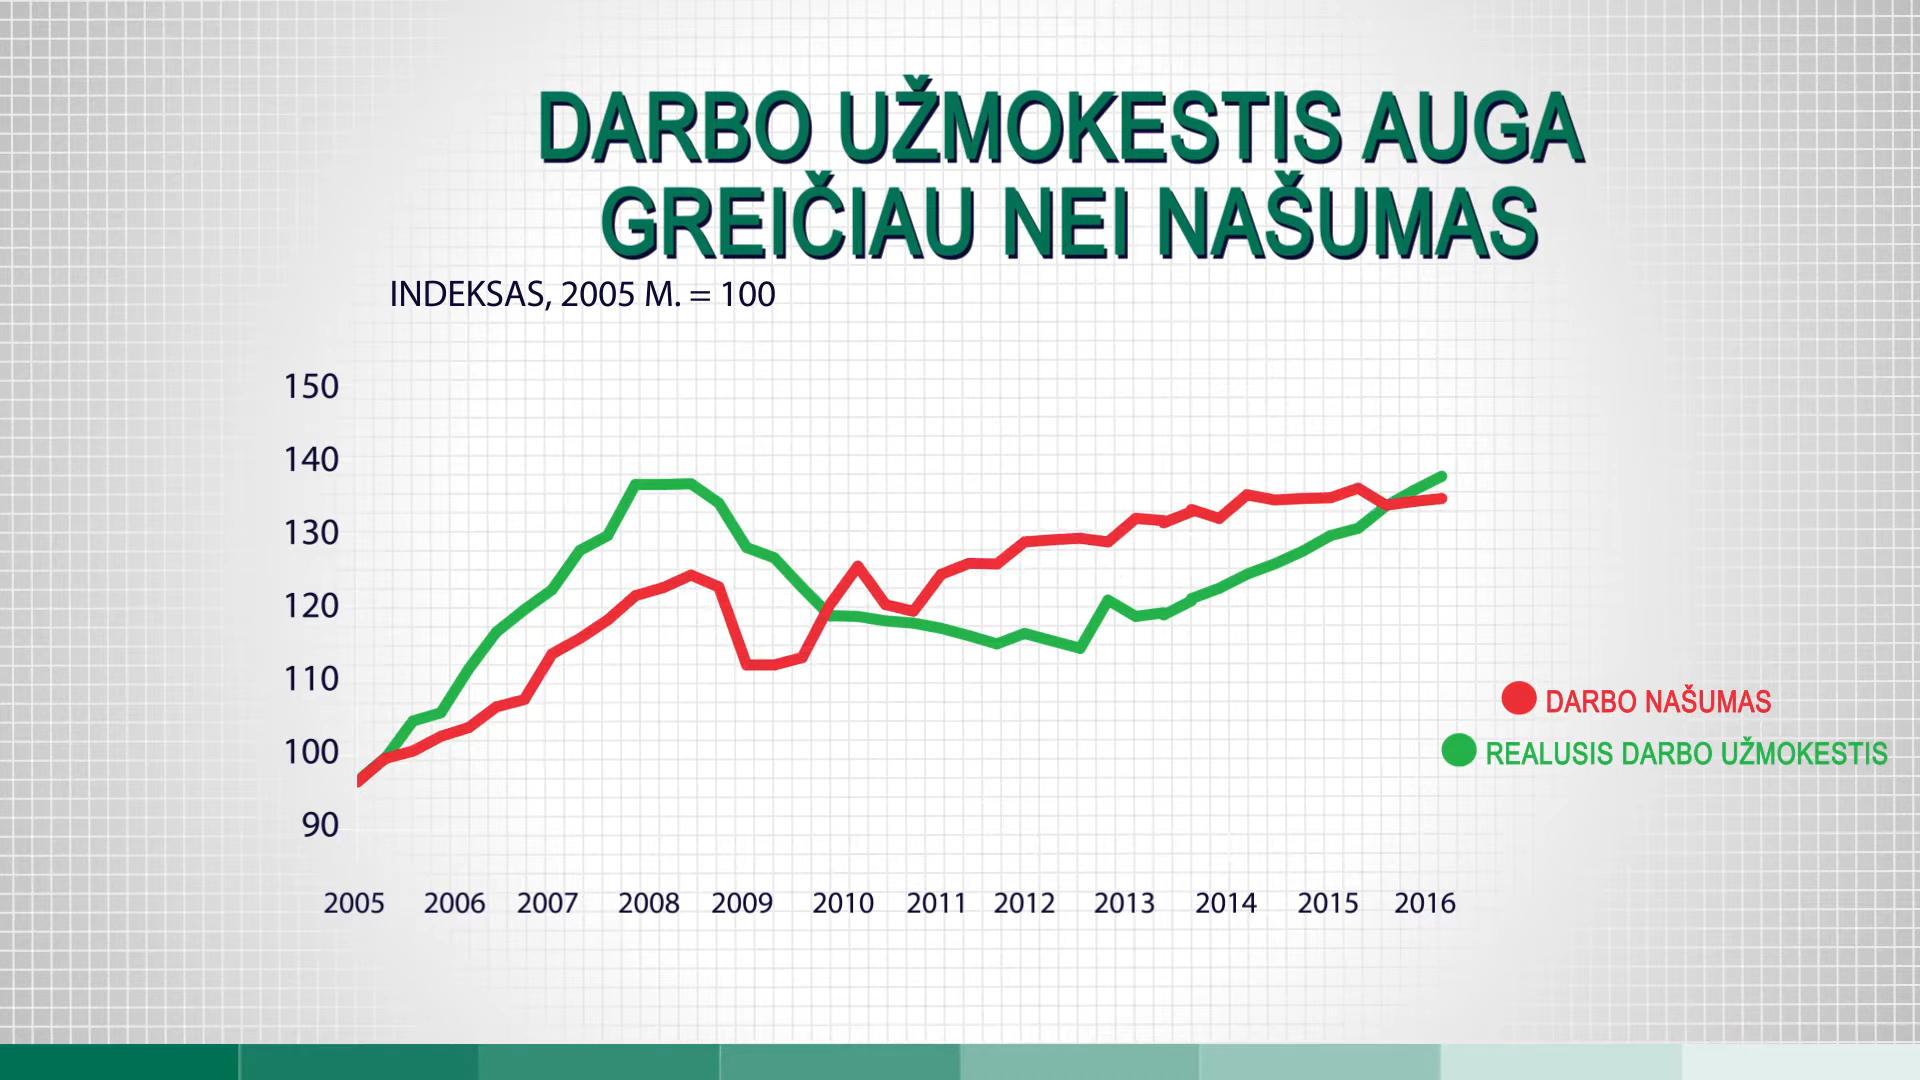 DARBO UŽMOKESTIS AUGA
GREIČIAU NEI NAŠUMAS
INDEKSAS, 2005 M. = 100
150
140
130
120
110
100
90
2005 2006 2007 2008 2009 2010 2011 2012 2013 2014 2015 2016
DARBO NAŠUMAS
REALUSIS DARBO UŽMOKESTIS